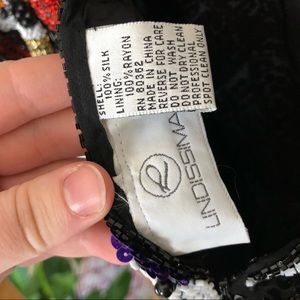 SHELL:
100% SILK
LINING:
100% RAYON
RN 80352
MADE IN CHINA
REVERSE FOR CARE
DO NOT WASH
DO NOT DRY CLEAN
PROFESSIONAL
SPOT CLEAN ONLY
UNDISSIMA